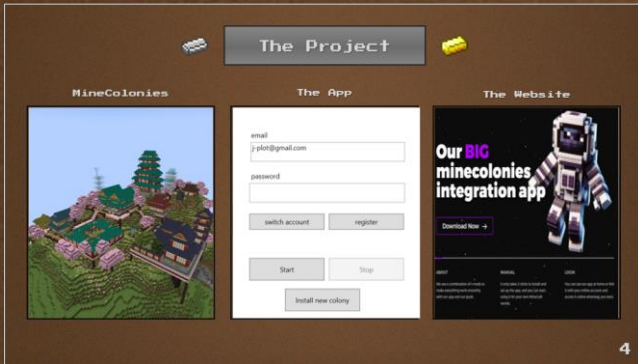 The Project
MineColonies
The App
The Website
email
j-plot@gmail.com
password
switch account
register
Start
Stop
Install new colony
Our BIG
minecolonies
integration app
Download Now →
ABOUT
MANUAL
LOGIN
4